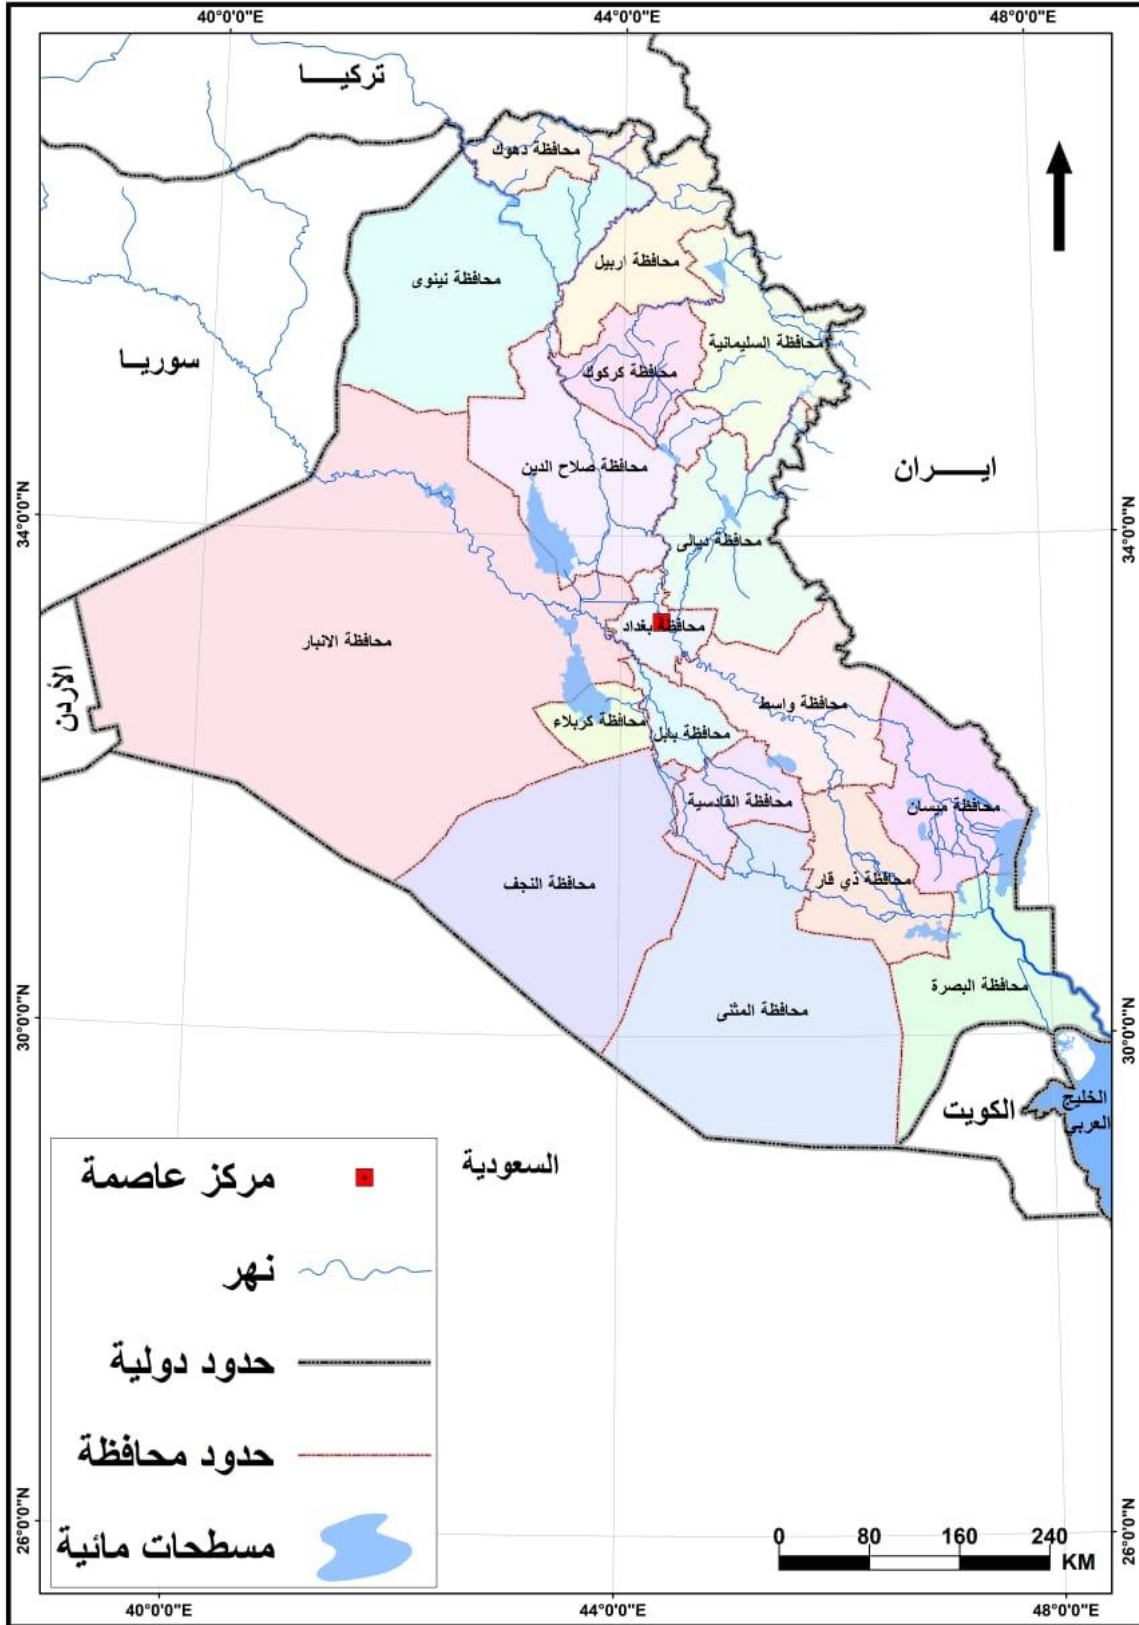 40°0'0"E
44°0'0"E
48°0'0"E
تركيـــا
محافظة دهوك
محافظة اربيل
محافظة نينوى
محافظة السليمانية
سوريـا
محافظة كركوك
محافظة صلاح الدين
ايـــــران
34°0'0"N
34°0'0"N
محافظة ديالى
محافظة بغداد
محافظة الانبار
الأردن
محافظة واسط
محافظة كربلاء
محافظة بابل
محافظة القادسية
محافظة ميسان
محافظة النجف
محافظة ذي قار
محافظة البصرة
محافظة المثنى
30°0'0"N
30°0'0"N
الكويت
الخليج
العربي
السعودية
مركز عاصمة
نهر
حدود دولية
حدود محافظة
مسطحات مائية
26°0'0"N
26°0'0"N
0 80 160 240
KM
40°0'0"E
44°0'0"E
48°0'0"E